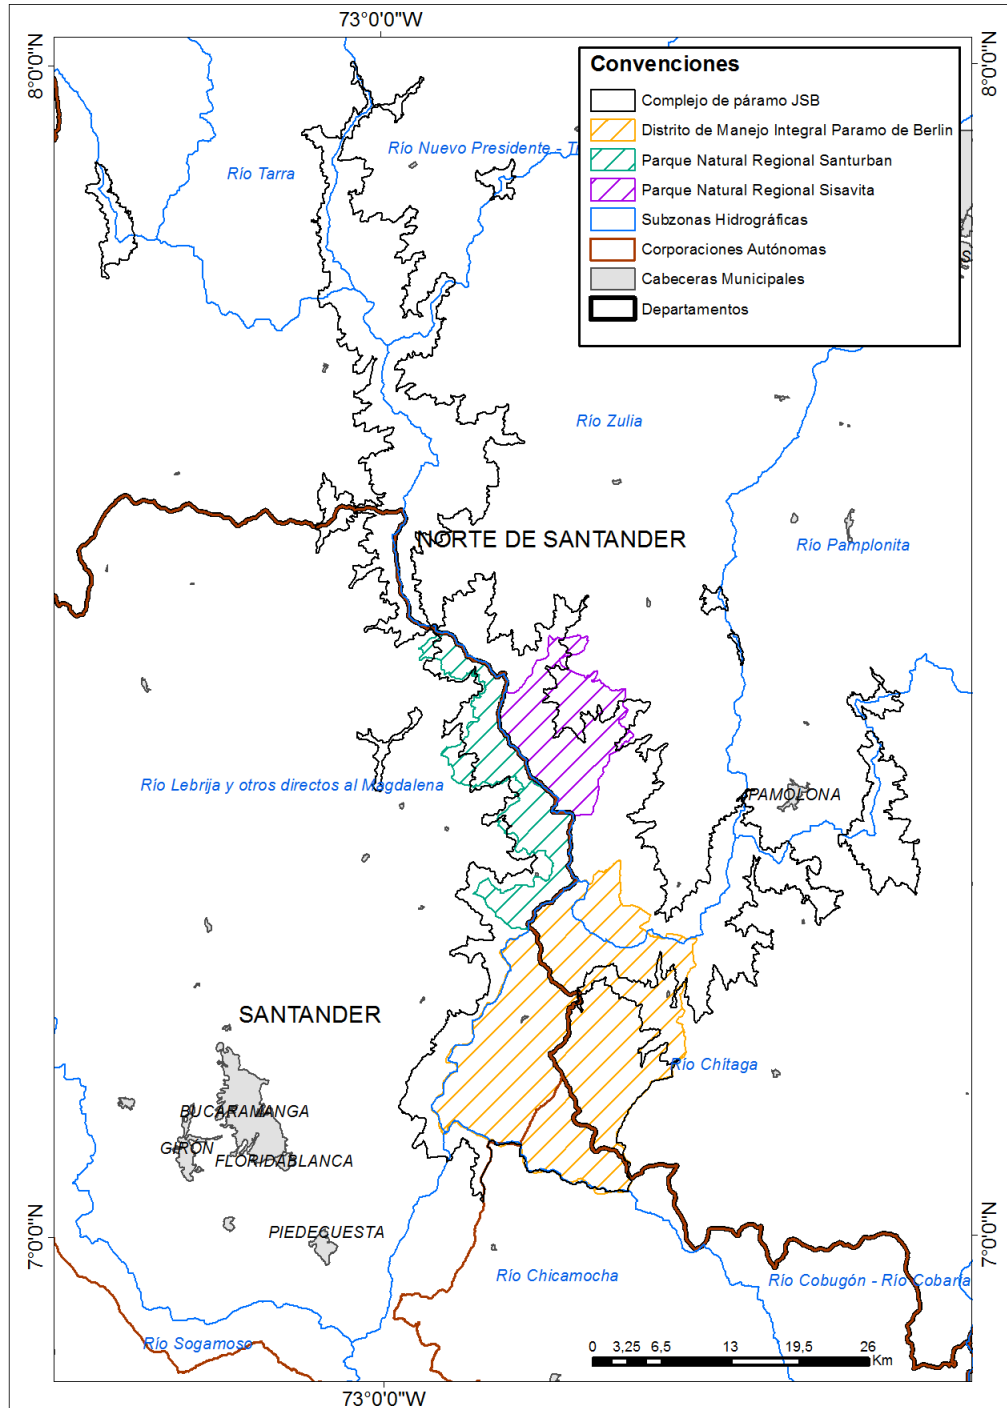 73°0'0"W
8°0'0"N
8°0'0"N
Convenciones
Complejo de páramo JSB
Distrito de Manejo Integral Paramo de Berlin
Parque Natural Regional Santurban
Parque Natural Regional Sisavita
Subzonas Hidrográficas
Corporaciones Autónomas
Cabeceras Municipales
Departamentos
Río Nuevo Presidente - T
Río Tarra
S
Río Zulia
NORTE DE SANTANDER
Río Pamplonita
Río Lebrija y otros directos al Magdalena
PAMOLONA
SANTANDER
Río Chitaga
BUCARAMANGA
GIRON
FLORIDABLANCA
PIEDECUESTA
7°0'0"N
7°0'0"N
Río Chicamocha
Río Cobugón - Río Cobaria
Río Sogamoso
0 3,25 6,5 13 19,5 26
Km
73°0'0"W